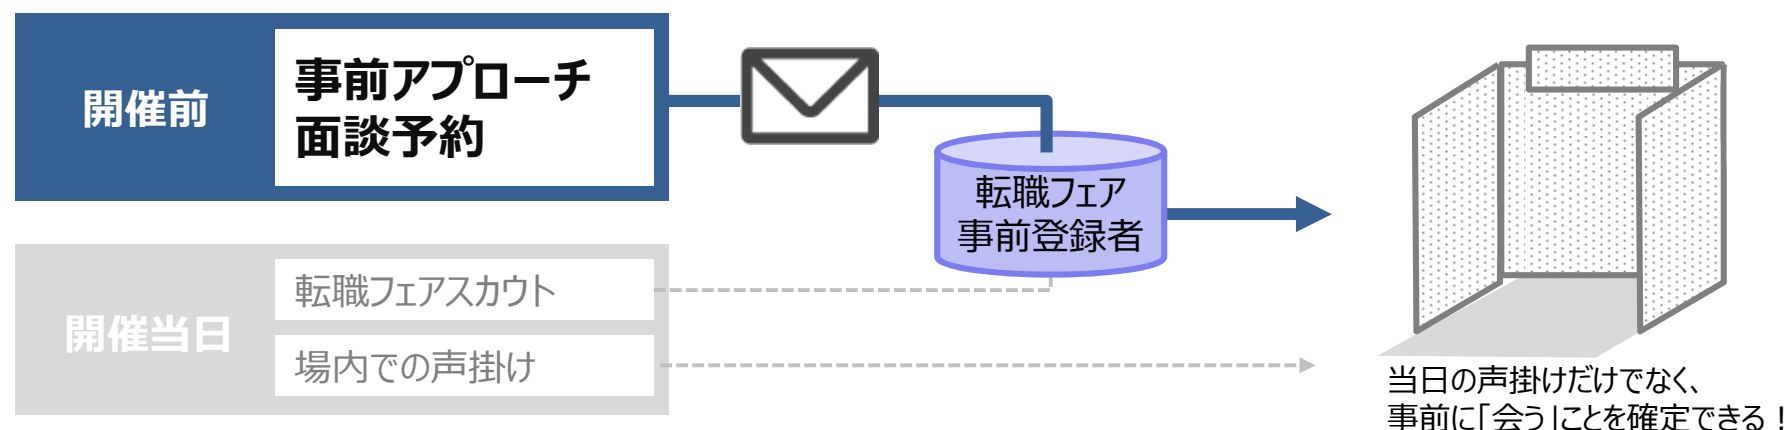 開催前
事前アプローチ
面談予約
転職フェア
事前登録者
開催当日
転職フェアスカウト
場内での声掛け
当日の声掛けだけでなく、
事前に「会う」ことを確定できる！